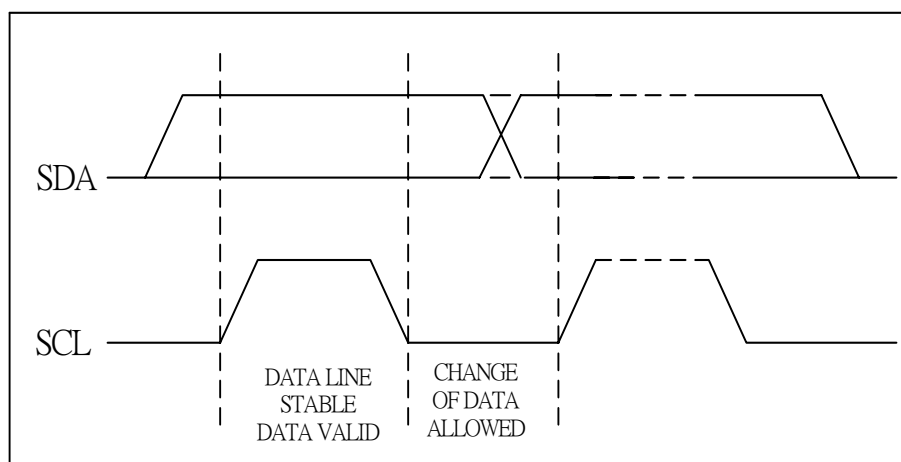 SDA
SCL
DATA LINE
STABLE
DATA VALID
CHANGE
OF DATA
ALLOWED